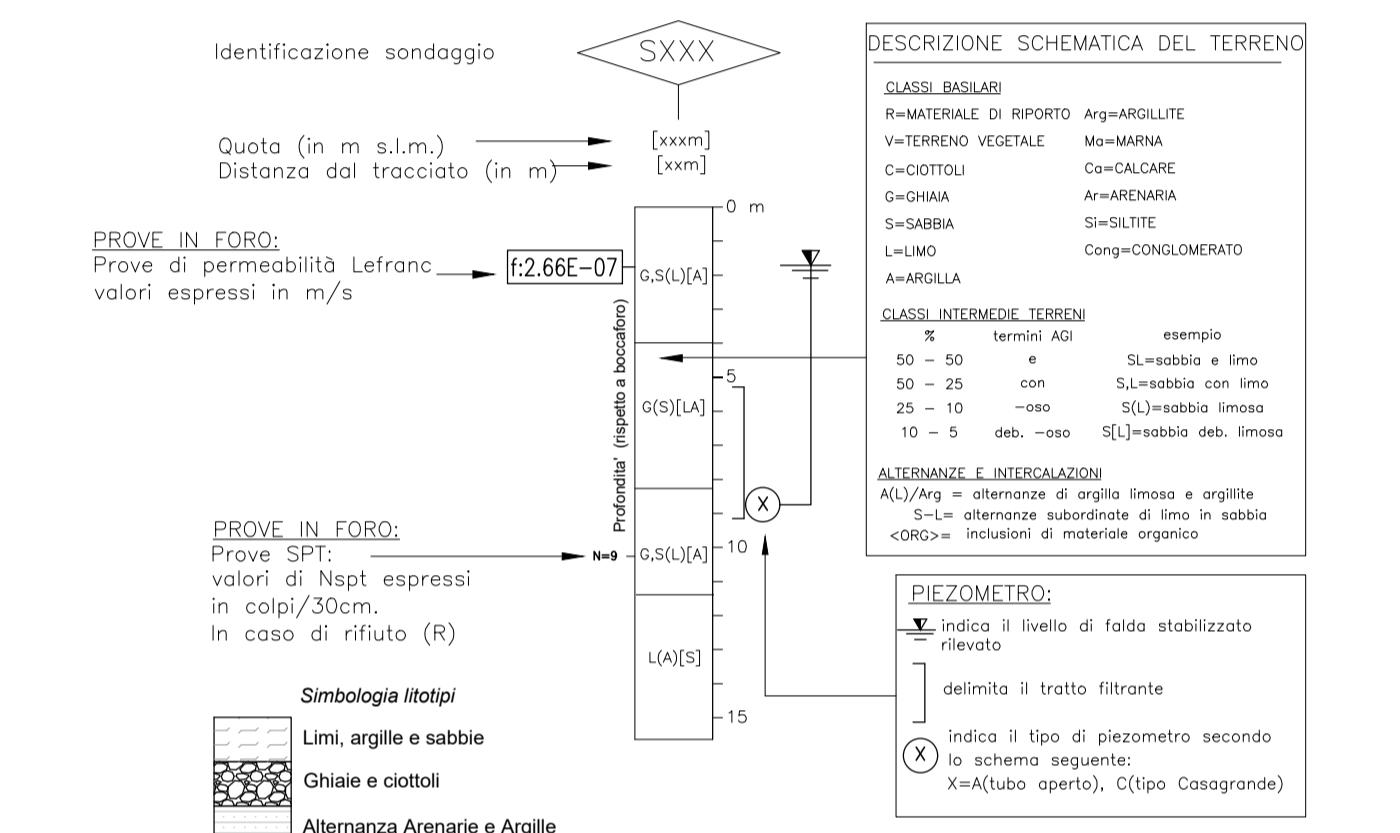 Identificazione sondaggio
SXXX
Quota (in m s.l.m.)
[xxxm]
Distanza dal tracciato (in m)
[xxm]
PROVE IN FORO:
Prove di permeabilità Lefranc
valori espressi in m/s
f:2.66E-07
Profondita' (rispetto a boccaforo)
0 m
G,S(L)[A]
5
G(S)[LA]
X
10
G,S(L)[A]
L(A)[S]
15
PROVE IN FORO:
Prove SPT:
N=9
valori di Nspt espressi
in colpi/30cm.
In caso di rifiuto (R)
Simbologia litotipi
Limi, argille e sabbie
Ghiaie e ciottoli
Alternanza Arenarie e Argille
DESCRIZIONE SCHEMATICA DEL TERRENO
CLASSI BASILARI
R=MATERIALE DI RIPORTO Arg=ARGILLITE
V=TERRENO VEGETALE Ma=MARNA
C=CIOTTOLI Ca=CALCARE
G=GHIAIA Ar=ARENARIA
S=SABBIA Si=SILTITE
L=LIMO Cong=CONGLOMERATO
A=ARGILLA
CLASSI INTERMEDIE TERRENI
% termini AGI esempio
50 - 50 e SL=sabbia e limo
50 - 25 con S,L=sabbia con limo
25 - 10 -oso S(L)=sabbia limosa
10 - 5 deb. -oso S[L]=sabbia deb. limosa
ALTERNANZE E INTERCALAZIONI
A(L)/Arg = alternanze di argilla limosa e argillite
S-L= alternanze subordinate di limo in sabbia
<ORG>= inclusioni di materiale organico
PIEZOMETRO:
indica il livello di falda stabilizzato
rilevato
delimita il tratto filtrante
X
indica il tipo di piezometro secondo
lo schema seguente:
X=A(tubo aperto), C(tipo Casagrande)